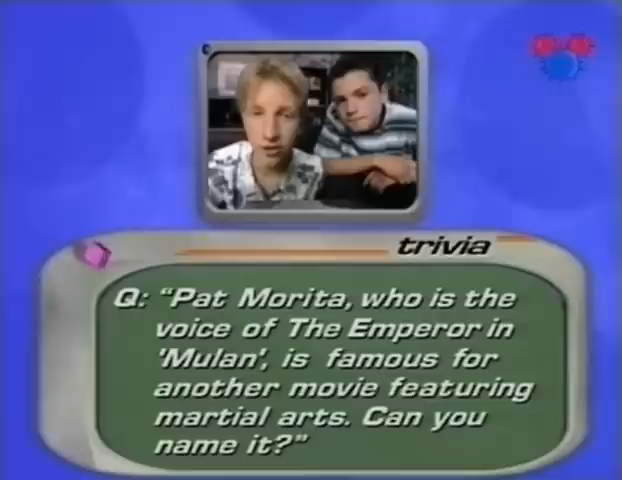 trivia
Q: "Pat Morita, who is the
voice of The Emperor in
'Mulan', is famous for
another movie featuring
martial arts. Can you
name it?"